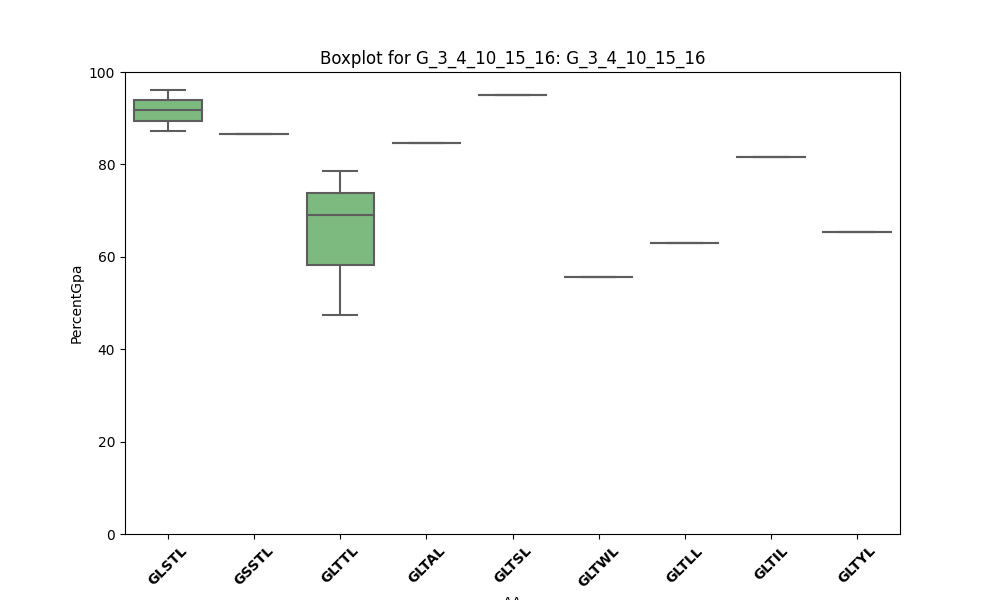 Boxplot for G_3_4_10_15_16: G_3_4_10_15_16
100
80
60
40
20
0
PercentGpa
GLSTL
GSSTL
GLTTL
GLTAL
GLTSL
GLTWL
GLTLL
GLTIL
GLTYL